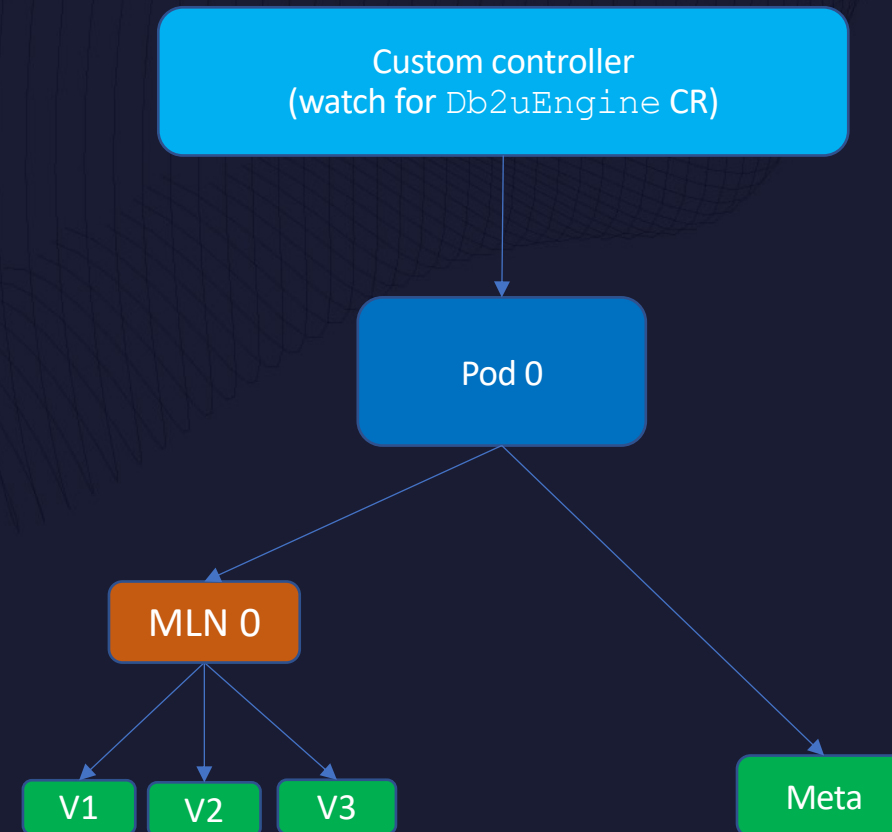 Custom controller
(watch for Db2uEngine CR)
Pod 0
MLN 0
V1
V2
V3
Meta